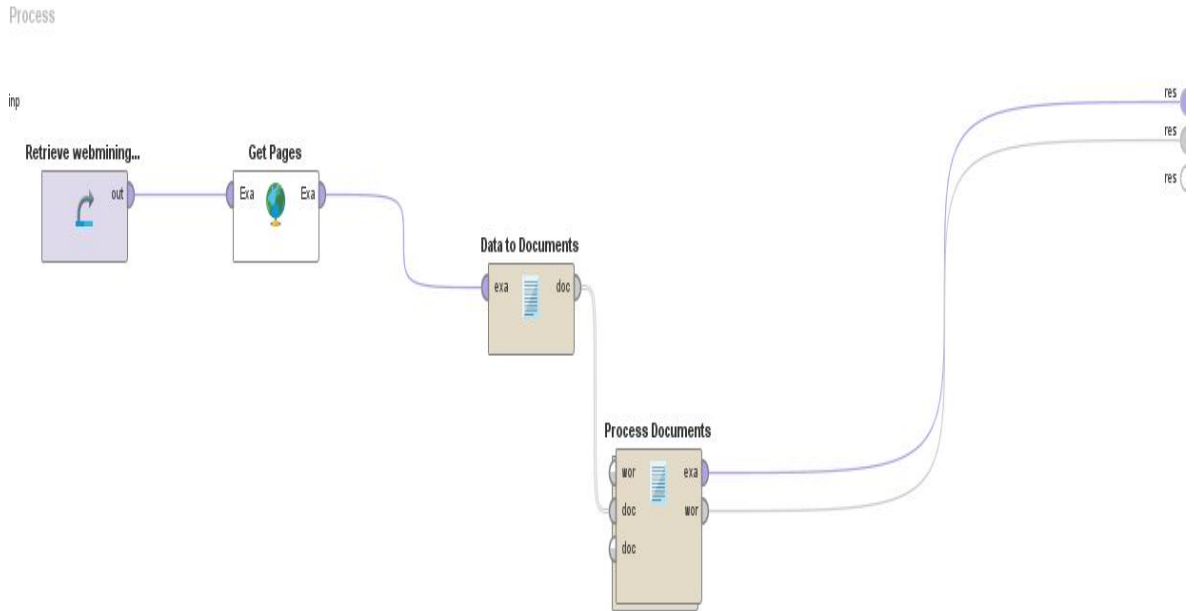 Process
inp
res
res
res
Retrieve webmining...
out
Get Pages
Exa
Exa
Data to Documents
exa
doc
Process Documents
wor
exa
doc
wor
doc